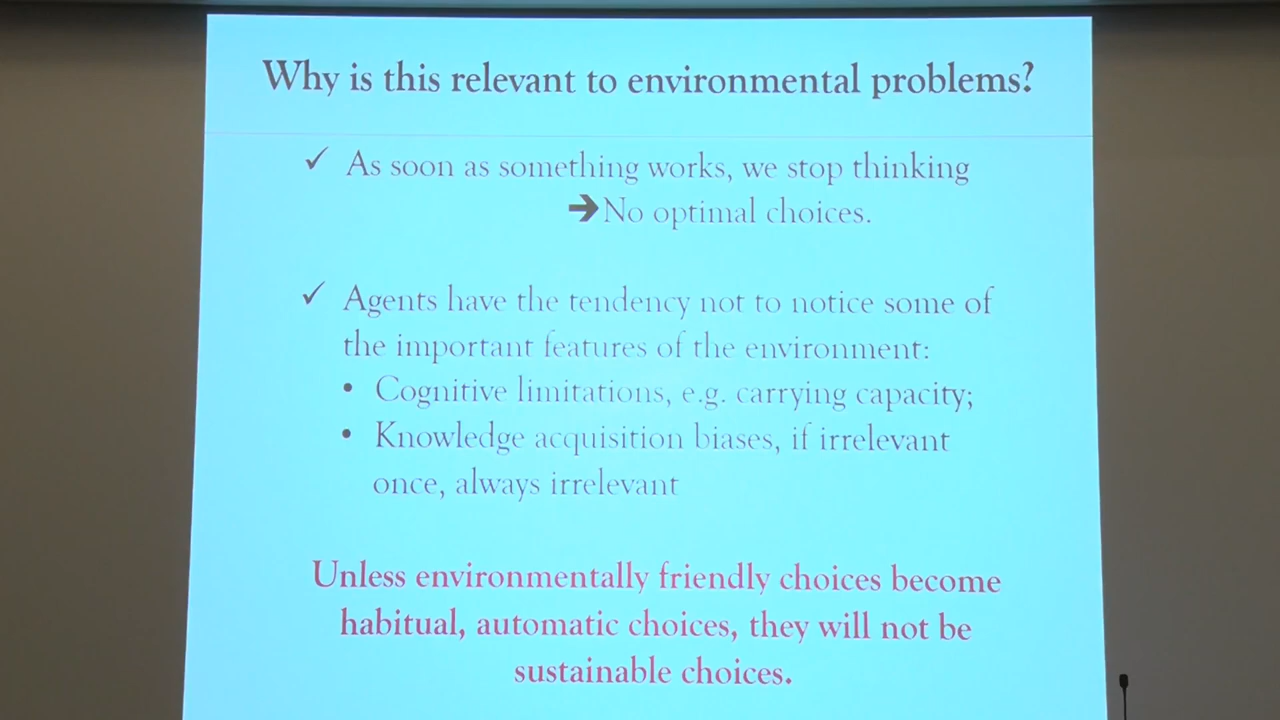 Why is this relevant to environmental problems?
✓ As soon as something works, we stop thinking
➔No optimal choices.
✓ Agents have the tendency not to notice some of
the important features of the environment:
• Cognitive limitations, e.g. carrying capacity;
• Knowledge acquisition biases, if irrelevant
once, always irrelevant
Unless environmentally friendly choices become
habitual, automatic choices, they will not be
sustainable choices.